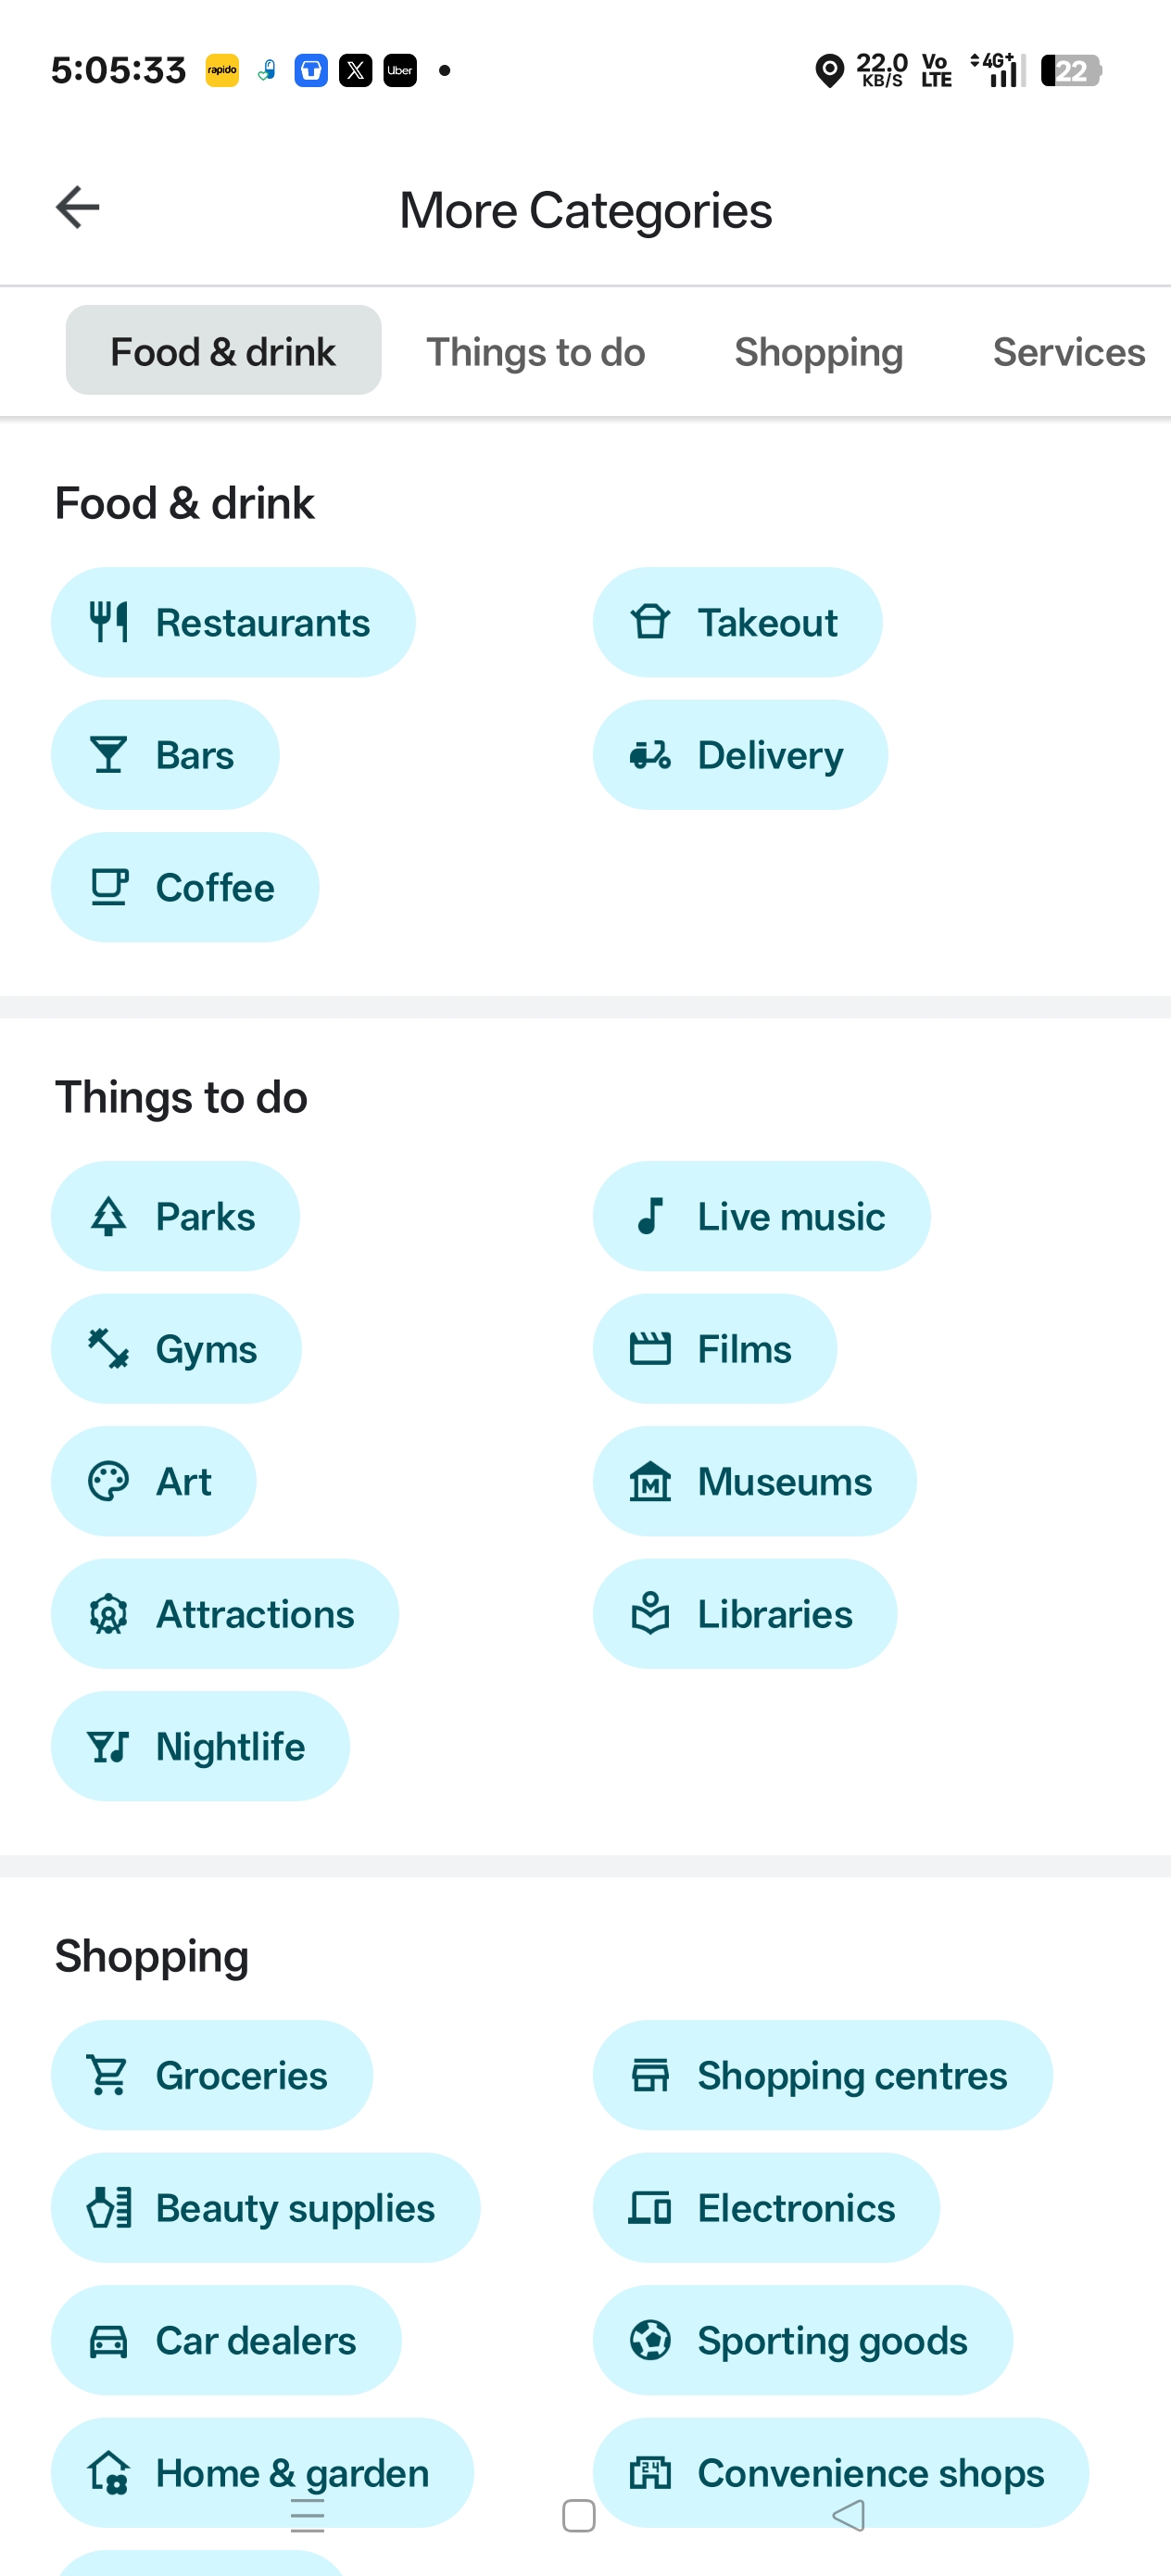 5:05:33 rapido Uber 22.0 KB/S Vo LTE 4G+ 22
More Categories
Food & drink Things to do Shopping Services
Food & drink
Restaurants Takeout
Bars Delivery
Coffee
Things to do
Parks Live music
Gyms Films
Art Museums
Attractions Libraries
Nightlife
Shopping
Groceries Shopping centres
Beauty supplies Electronics
Car dealers Sporting goods
Home & garden Convenience shops